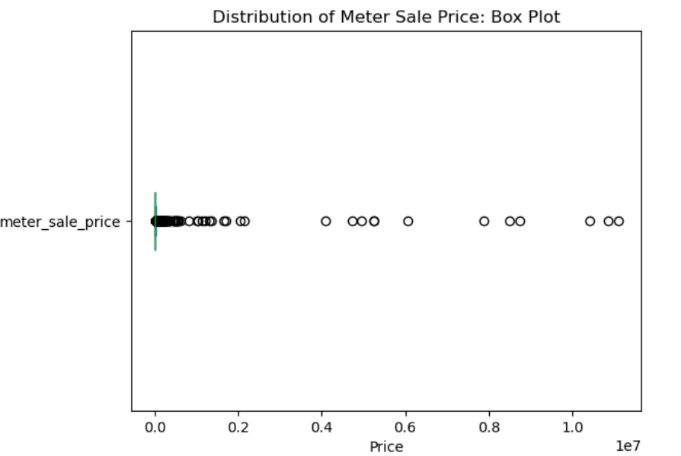 Distribution of Meter Sale Price: Box Plot
meter_sale_price
0.0 0.2 0.4 0.6 0.8 1.0
1e7
Price